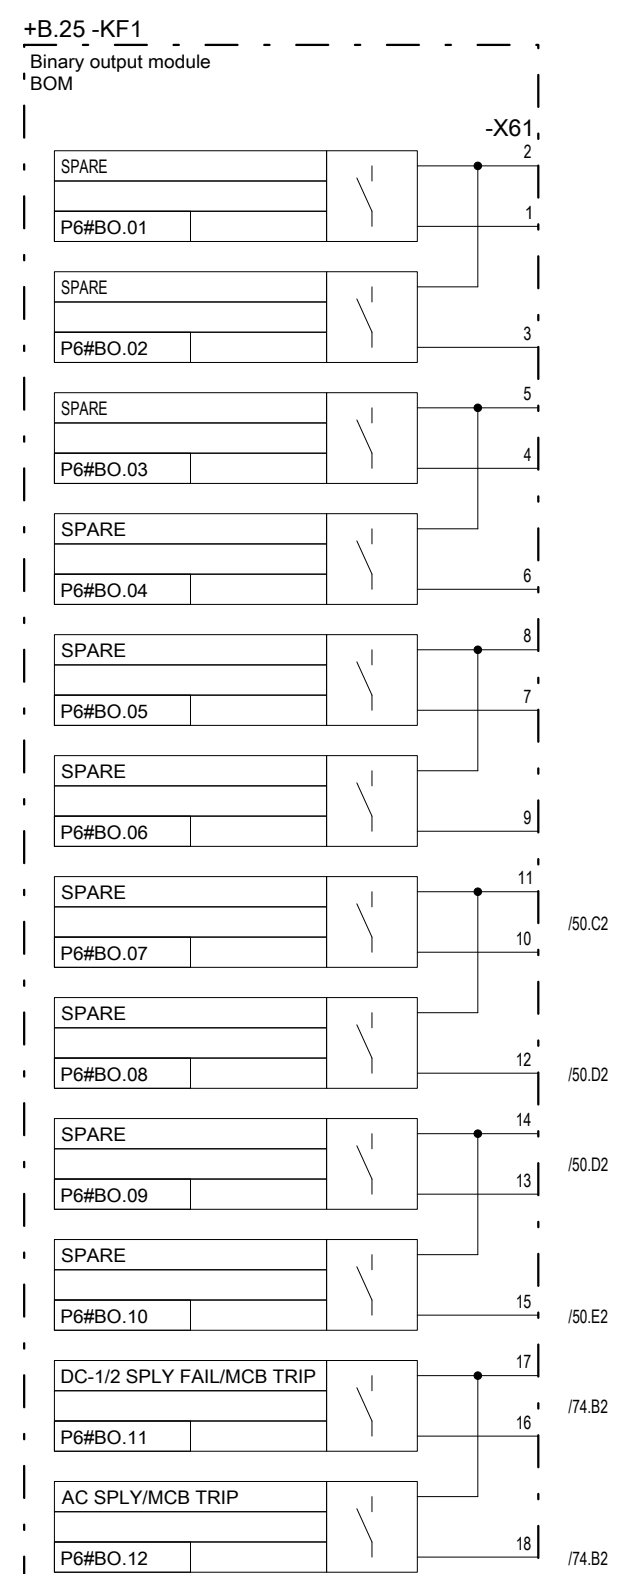 +B.25 -KF1
Binary output module
BOM
-X61
2
SPARE
1
P6#BO.01
SPARE
3
P6#BO.02
5
SPARE
4
P6#BO.03
SPARE
6
P6#BO.04
8
SPARE
7
P6#BO.05
SPARE
9
P6#BO.06
11
SPARE
/50.C2
10
P6#BO.07
SPARE
12
P6#BO.08 /50.D2
14
SPARE
/50.D2
13
P6#BO.09
SPARE
15
P6#BO.10 /50.E2
17
DC-1/2 SPLY FAIL/MCB TRIP
/74.B2
16
P6#BO.11
AC SPLY/MCB TRIP
18
P6#BO.12 /74.B2